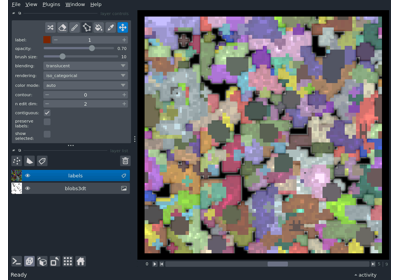 File View Plugins Window Help
label: 1
opacity: 0.70
brush size: 10
blending: translucent
rendering: iso_categorical
color mode: auto
contour: 0
n edit dim: 2
contiguous:
preserve
labels:
show
selected:
labels
blobs3dt
Ready
activity